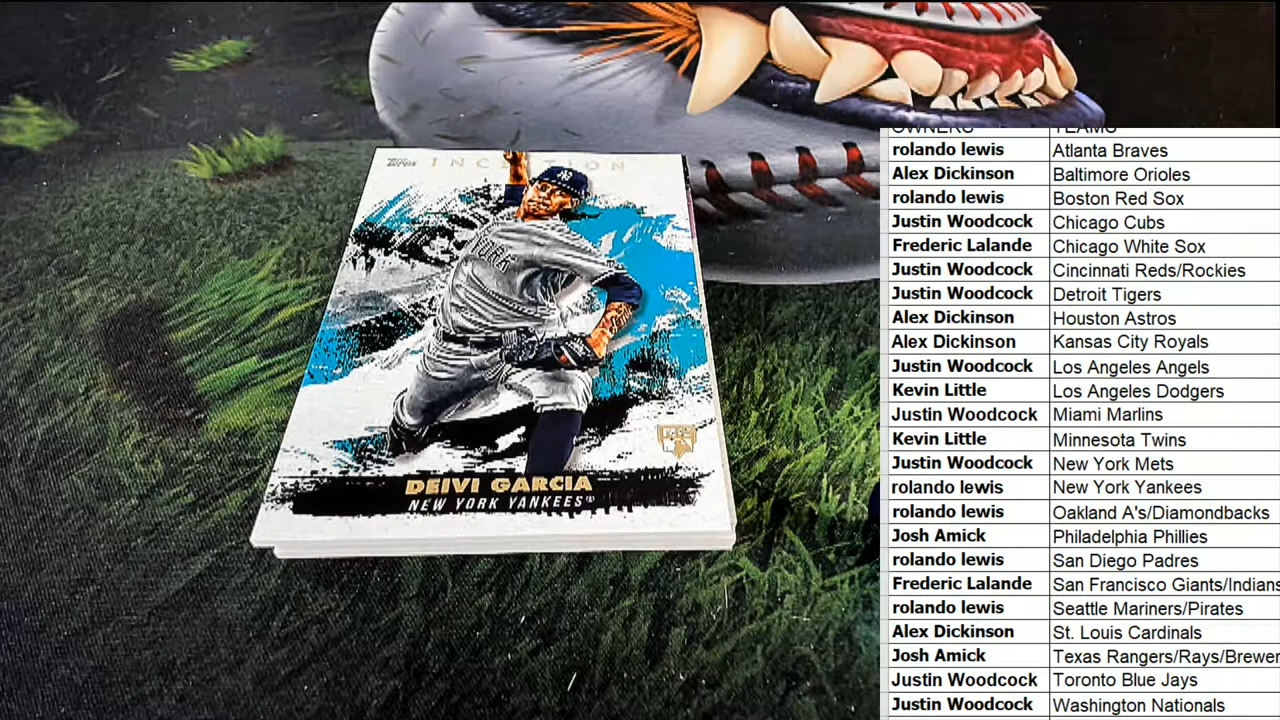 Topps INCEPTION
YORK
DEIVI GARCIA
NEW YORK YANKEES
OWNERS TEAMS
rolando lewis Atlanta Braves
Alex Dickinson Baltimore Orioles
rolando lewis Boston Red Sox
Justin Woodcock Chicago Cubs
Frederic Lalande Chicago White Sox
Justin Woodcock Cincinnati Reds/Rockies
Justin Woodcock Detroit Tigers
Alex Dickinson Houston Astros
Alex Dickinson Kansas City Royals
Justin Woodcock Los Angeles Angels
Kevin Little Los Angeles Dodgers
Justin Woodcock Miami Marlins
Kevin Little Minnesota Twins
Justin Woodcock New York Mets
rolando lewis New York Yankees
rolando lewis Oakland A's/Diamondbacks
Josh Amick Philadelphia Phillies
rolando lewis San Diego Padres
Frederic Lalande San Francisco Giants/Indians
rolando lewis Seattle Mariners/Pirates
Alex Dickinson St. Louis Cardinals
Josh Amick Texas Rangers/Rays/Brewer
Justin Woodcock Toronto Blue Jays
Justin Woodcock Washington Nationals